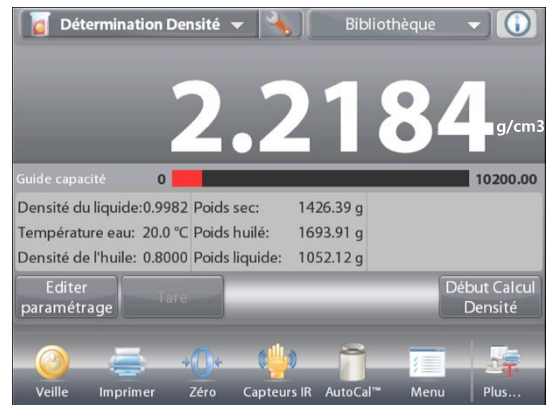 Détermination Densité
Bibliothèque
2.2184 g/cm3
Guide capacité 0 10200.00
Densité du liquide:0.9982 Poids sec: 1426.39 g
Température eau: 20.0 °C Poids huilé: 1693.91 g
Densité de l'huile: 0.8000 Poids liquide: 1052.12 g
Editer
paramétrage
Tare
Début Calcul
Densité
Veille Imprimer Zéro Capteurs IR AutoCal™ Menu Plus...